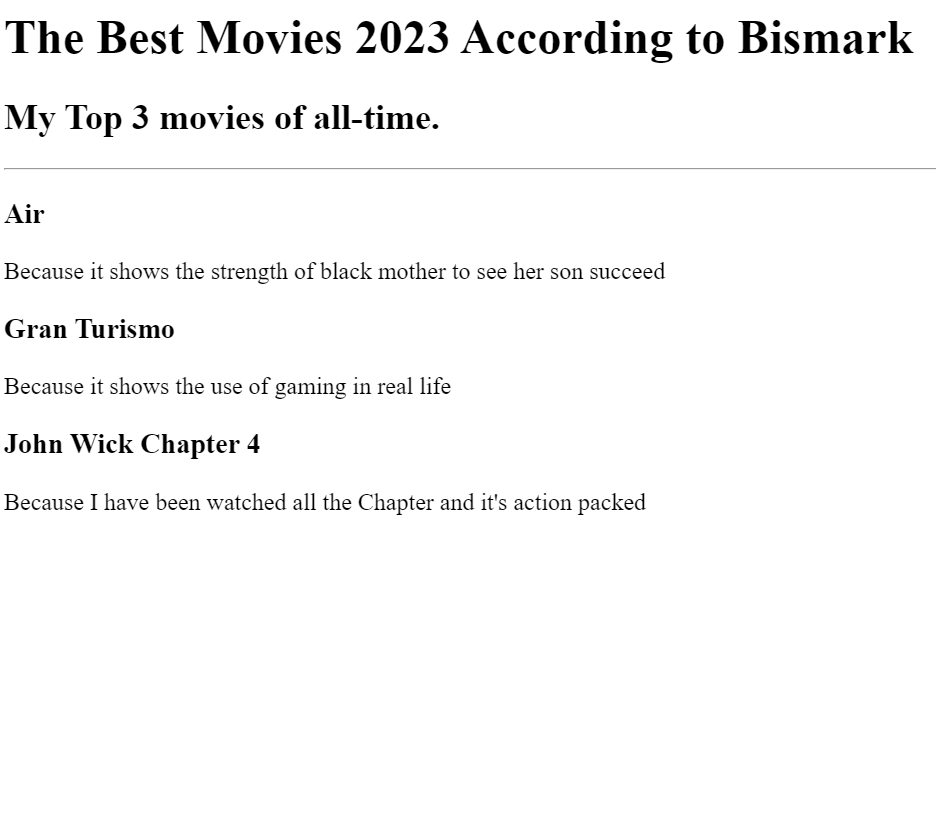 The Best Movies 2023 According to Bismark
My Top 3 movies of all-time.
Air
Because it shows the strength of black mother to see her son succeed
Gran Turismo
Because it shows the use of gaming in real life
John Wick Chapter 4
Because I have been watched all the Chapter and it's action packed